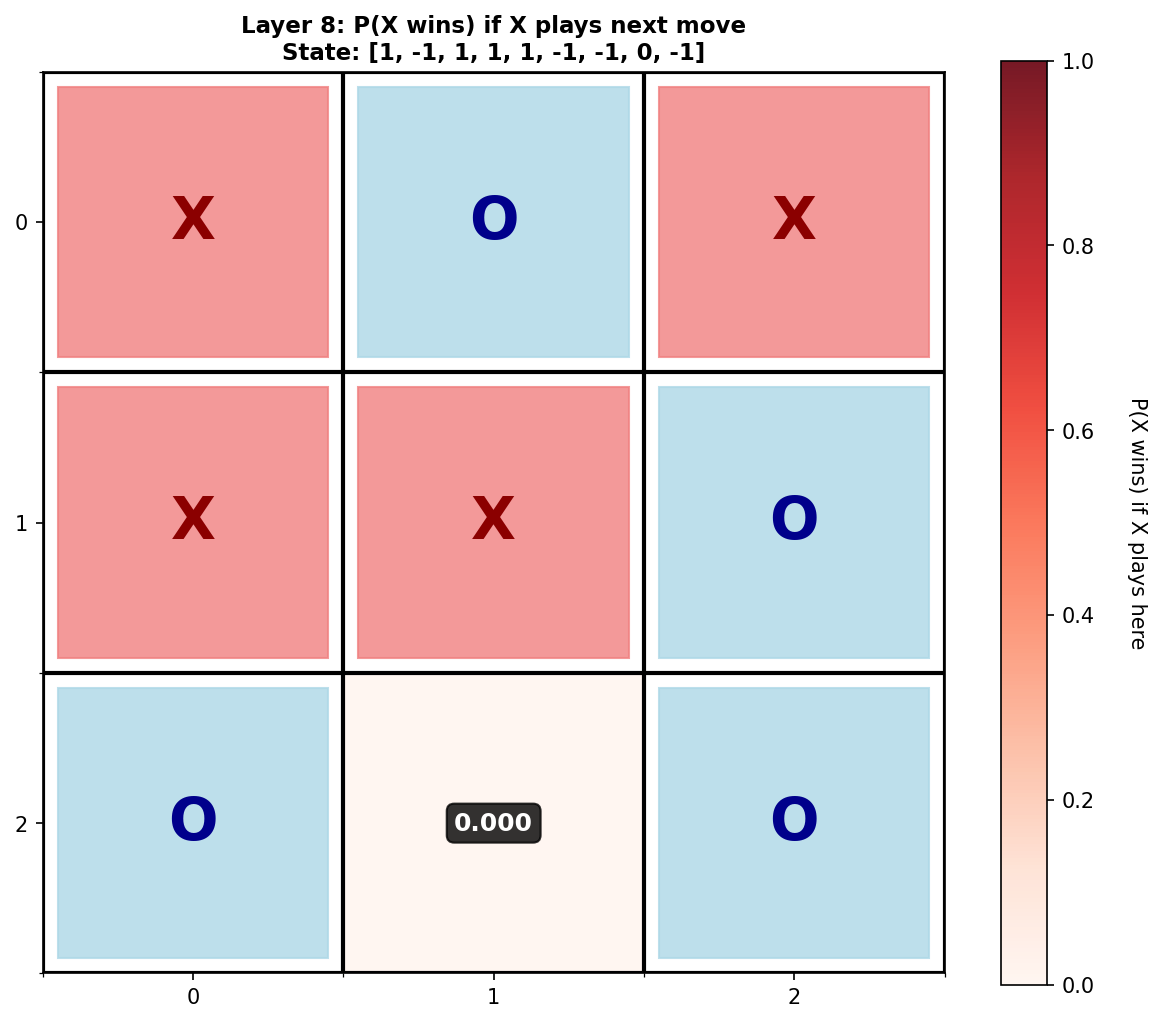 Layer 8: P(X wins) if X plays next move
State: [1, -1, 1, 1, 1, -1, -1, 0, -1]
X O X
X X O
O 0.000 O
0
1
2
0 1 2
1.0
0.8
0.6
0.4
0.2
0.0
P(X wins) if X plays here